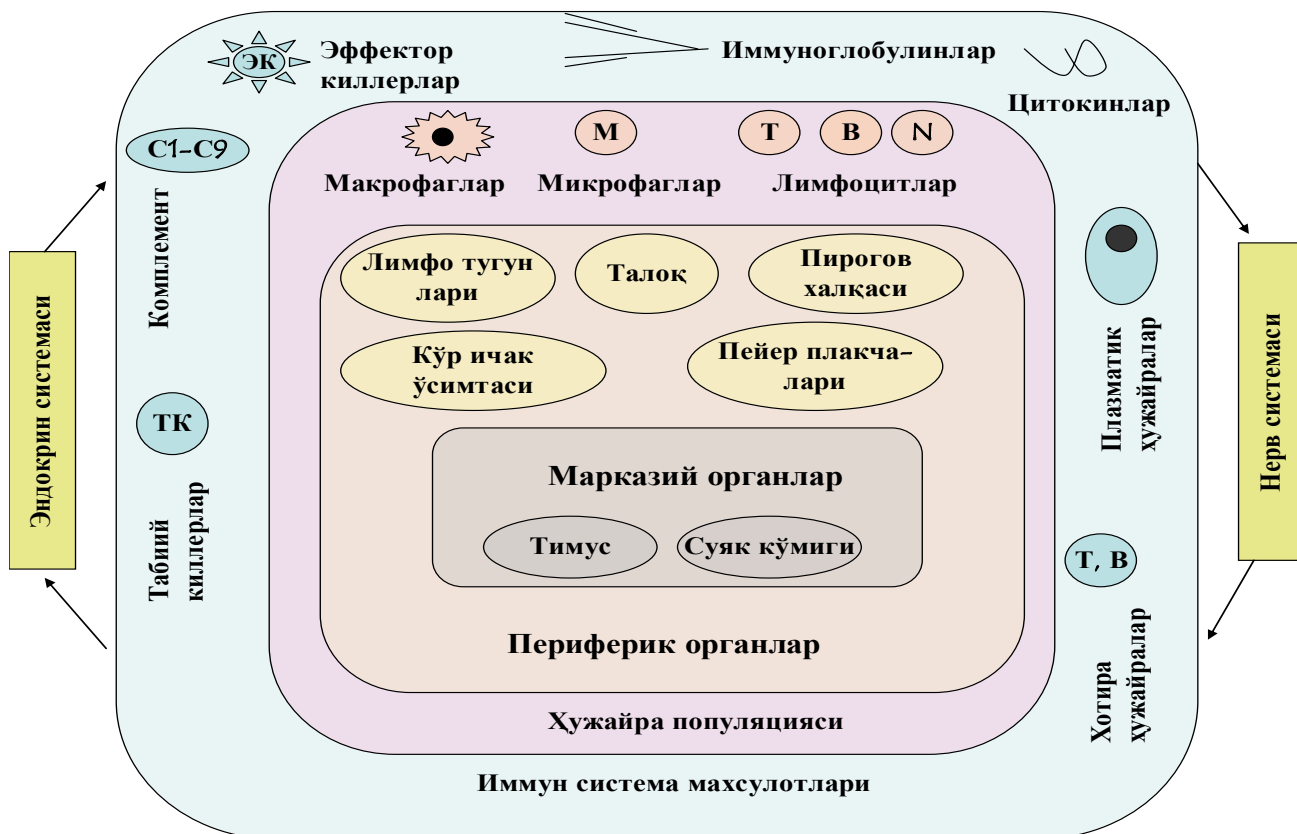 ЭК
Эффектор
киллерлар
Иммуноглобулинлар
Цитокинлар
С1-С9
Комплемент
ТК
Табиий
киллерлар
Макрофаглар
М
Микрофаглар
Т
В
N
Лимфоцитлар
Лимфо тугун
лари
Талоқ
Пирогов
халқаси
Кўр ичак
ўсимтаси
Пейер плакча-
лари
Марказий органлар
Тимус
Суяк кўмиги
Периферик органлар
Ҳужайра популяцияси
Иммун система махсулотлари
Плазматик
ҳужайралар
Т, В
Хотира
ҳужайралар
Эндокрин системаси
Нерв системаси